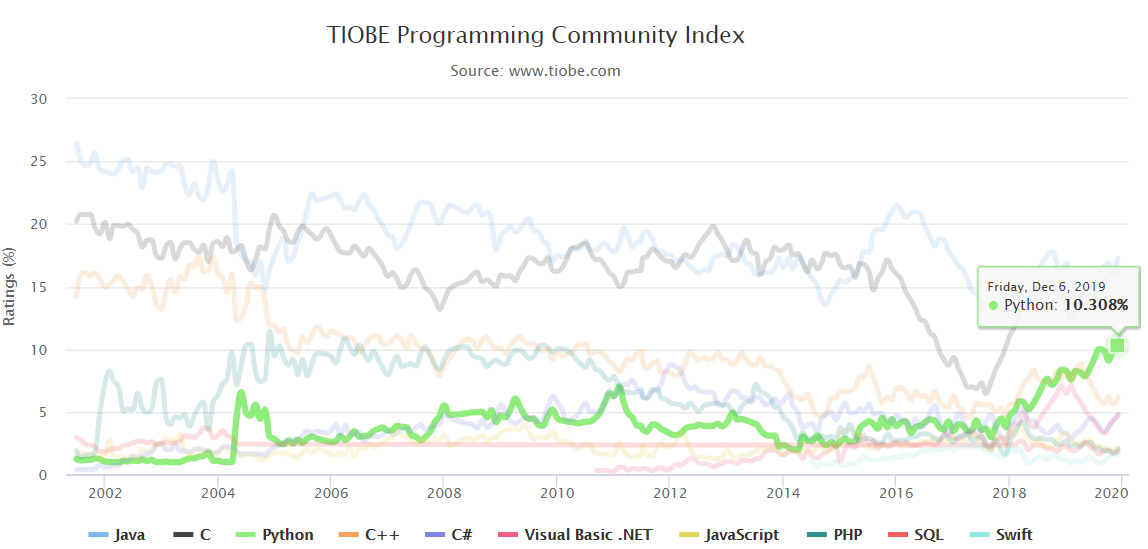 TIOBE Programming Community Index
Source: www.tiobe.com
Ratings (%)
30
25
20
15
10
5
0
Friday, Dec 6, 2019
Python: 10.308%
2002 2004 2006 2008 2010 2012 2014 2016 2018 2020
Java C Python C++ C# Visual Basic .NET JavaScript PHP SQL Swift